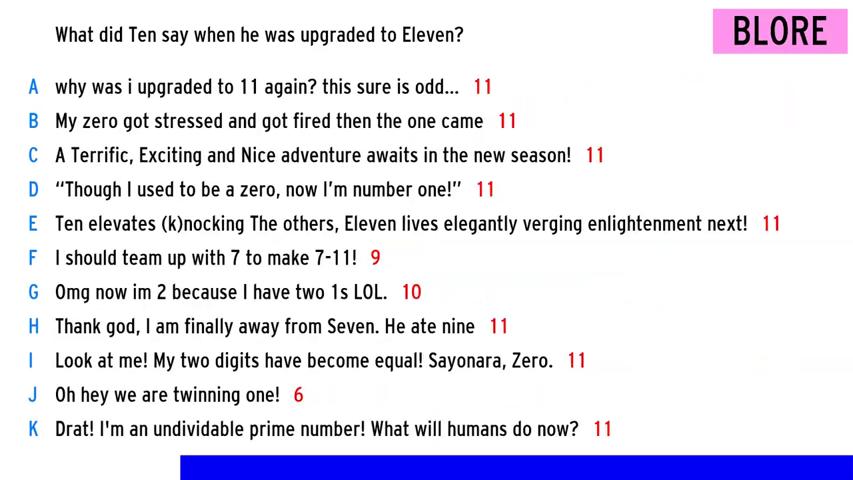 What did Ten say when he was upgraded to Eleven?
BLORE
A why was i upgraded to 11 again? this sure is odd... 11
B My zero got stressed and got fired then the one came 11
C A Terrific, Exciting and Nice adventure awaits in the new season! 11
D “Though I used to be a zero, now I’m number one!” 11
E Ten elevates (k)nocking The others, Eleven lives elegantly verging enlightenment next! 11
F I should team up with 7 to make 7-11! 9
G Omg now im 2 because I have two 1s LOL. 10
H Thank god, I am finally away from Seven. He ate nine 11
I Look at me! My two digits have become equal! Sayonara, Zero. 11
J Oh hey we are twinning one! 6
K Drat! I'm an undividable prime number! What will humans do now? 11